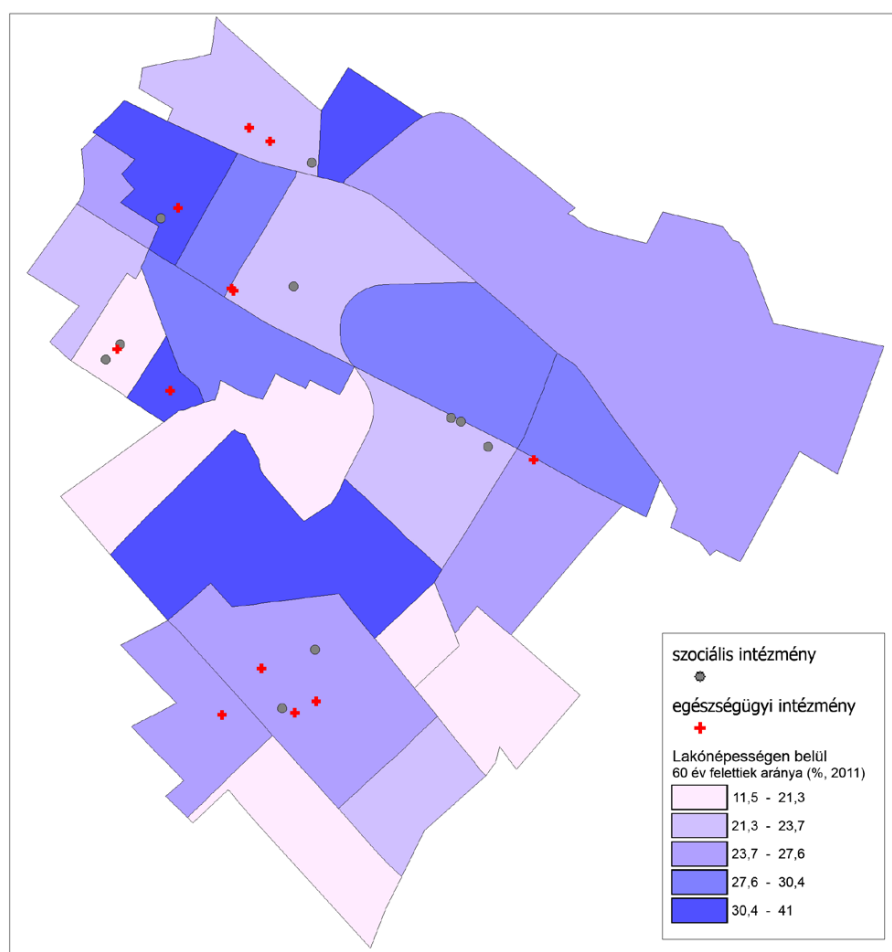 szociális intézmény
egészségügyi intézmény
Lakónépességen belül
60 év felettiek aránya (%, 2011)
11,5 - 21,3
21,3 - 23,7
23,7 - 27,6
27,6 - 30,4
30,4 - 41